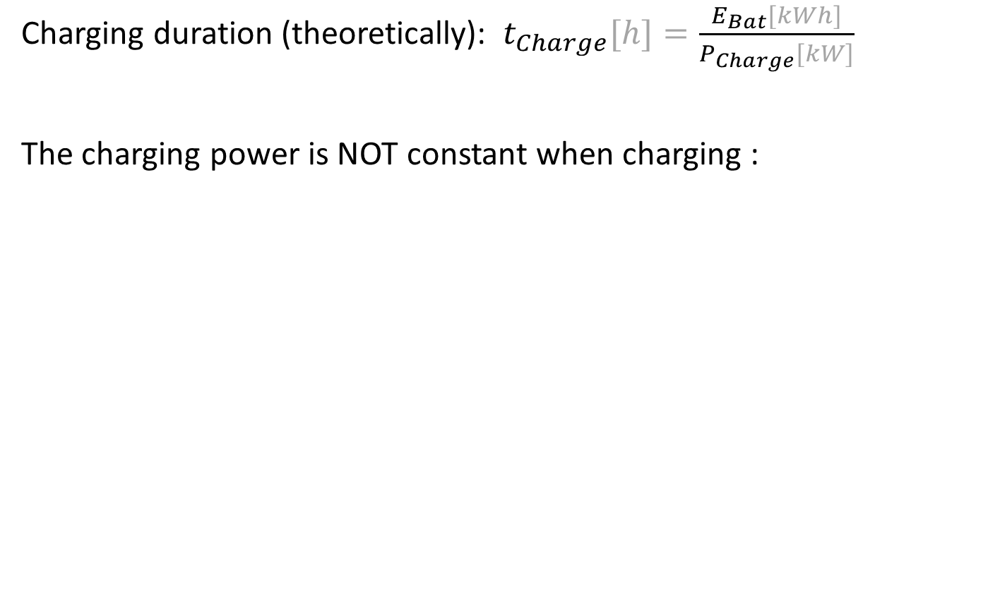 Charging duration (theoretically): t_Charge[h] = E_Bat[kWh] / P_Charge[kW]
The charging power is NOT constant when charging :